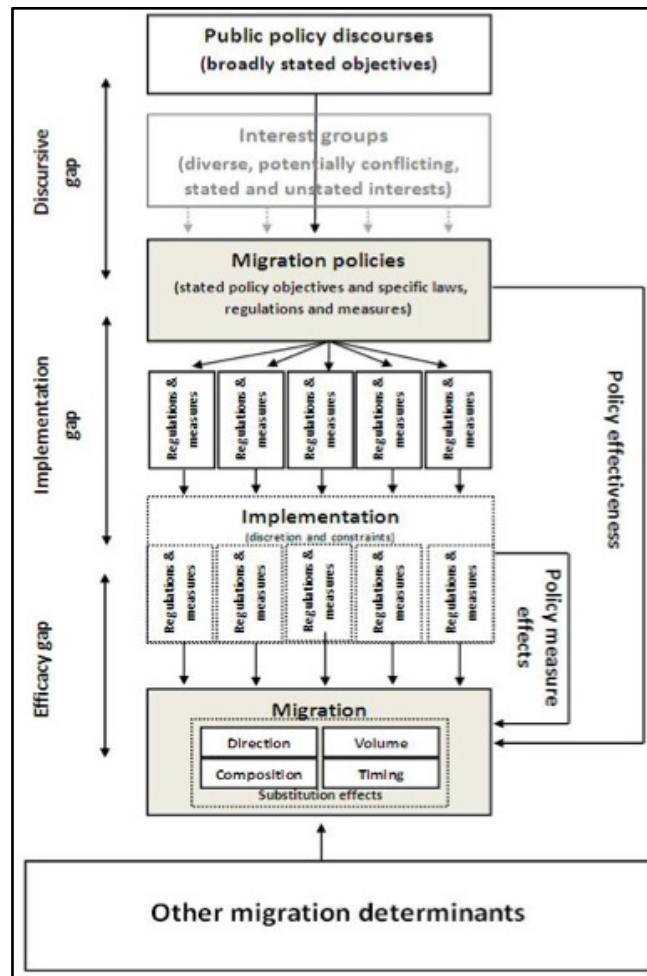 Public policy discourses
(broadly stated objectives)
Discursive
gap
Interest groups
(diverse, potentially conflicting,
stated and unstated interests)
Migration policies
(stated policy objectives and specific laws,
regulations and measures)
Implementation
gap
Regulations &
measures
Regulations &
measures
Regulations &
measures
Regulations &
measures
Regulations &
measures
Policy effectiveness
Implementation
(discretion and constraints)
Regulations &
measures
Regulations &
measures
Regulations &
measures
Regulations &
measures
Regulations &
measures
Policy measure
effects
Efficacy gap
Migration
Direction
Volume
Composition
Timing
Substitution effects
Other migration determinants